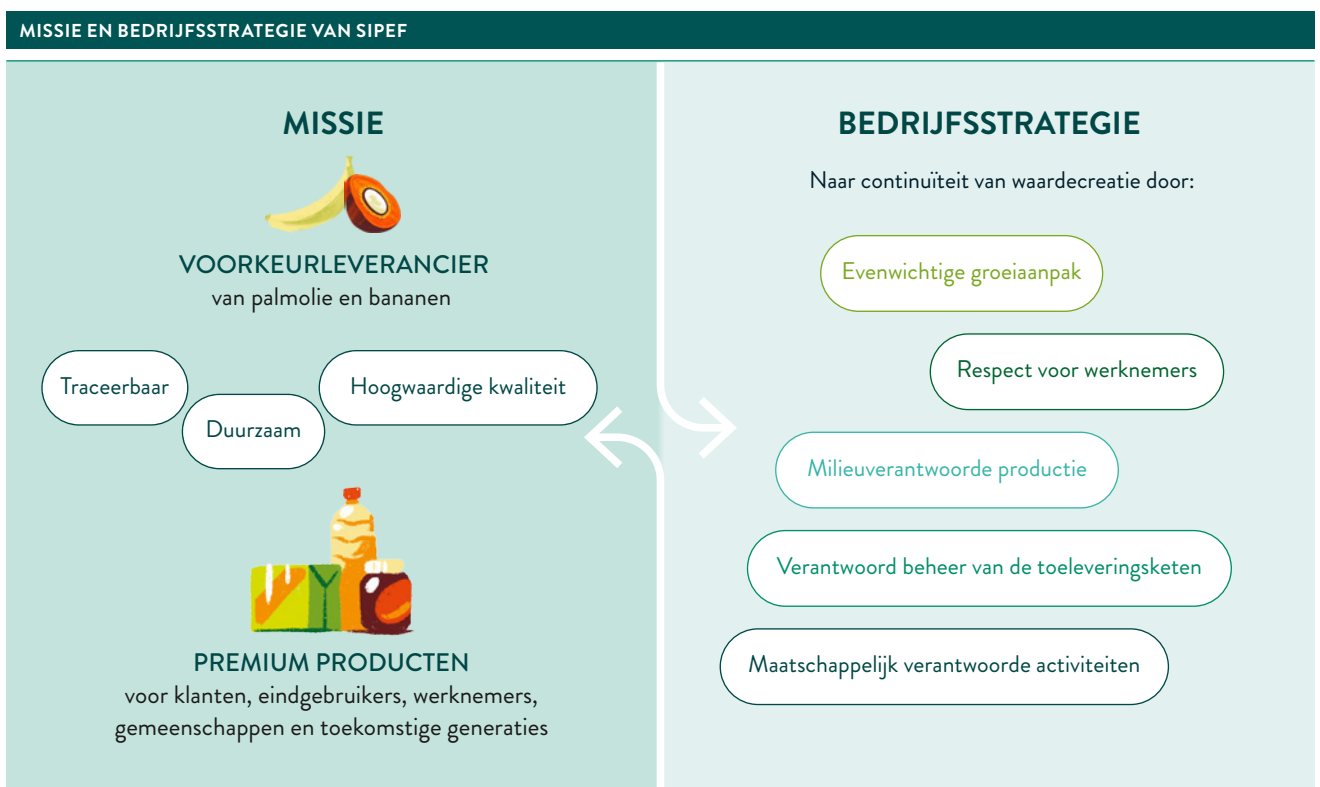 MISSIE EN BEDRIJFSSTRATEGIE VAN SIPEF
MISSIE
VOORKEURLEVERANCIER
van palmolie en bananen
Traceerbaar
Duurzaam
Hoogwaardige kwaliteit
PREMIUM PRODUCTEN
voor klanten, eindgebruikers, werknemers,
gemeenschappen en toekomstige generaties
BEDRIJFSSTRATEGIE
Naar continuïteit van waardecreatie door:
Evenwichtige groeiaanpak
Respect voor werknemers
Milieuverantwoorde productie
Verantwoord beheer van de toeleveringsketen
Maatschappelijk verantwoorde activiteiten